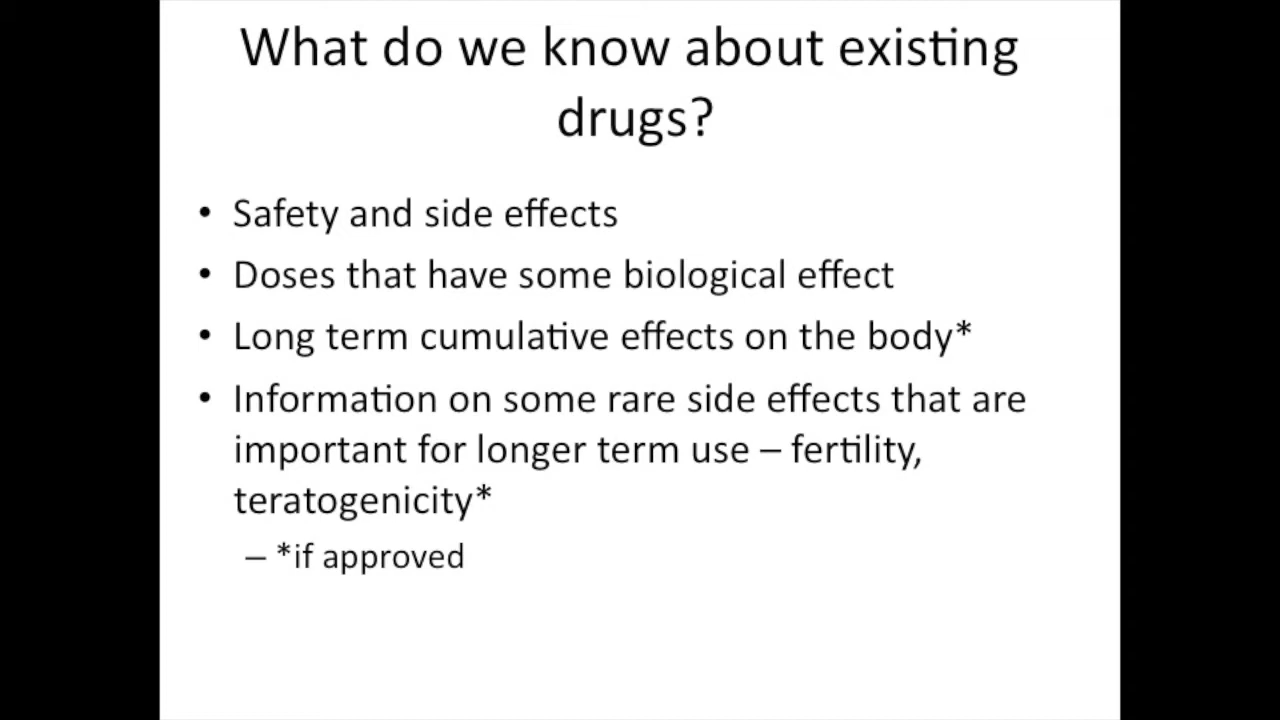 What do we know about existing
drugs?
• Safety and side effects
• Doses that have some biological effect
• Long term cumulative effects on the body*
• Information on some rare side effects that are
important for longer term use – fertility,
teratogenicity*
– *if approved